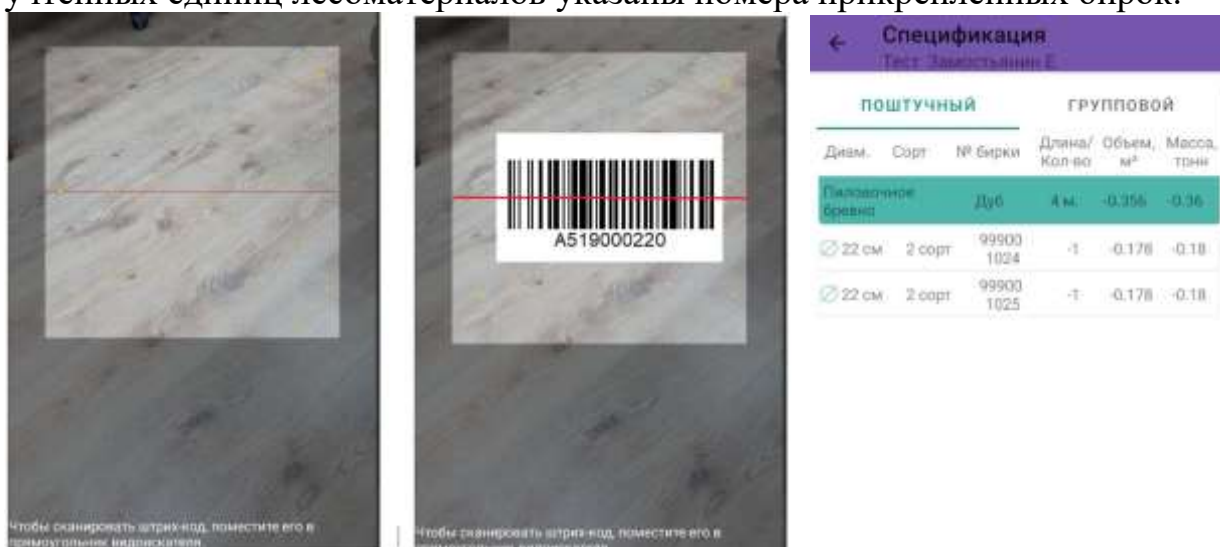 учтенных единиц лесоматериалов указаны номера прикрепленных бирок.
Чтобы сканировать штрих-код, поместите его в
прямоугольник видоискателя.
A519000220
Чтобы сканировать штрих-код, поместите его в
Спецификация
Тест Замостьянин Е.
ПОШТУЧНЫЙ ГРУППОВОЙ
Диам. Сорт № бирки Длина/ Кол-во Объем, м³ Масса, тонн
Пиловочное бревно Дуб 4 м. -0.356 -0.36
22 см 2 сорт 99900 1024 -1 -0.178 -0.18
22 см 2 сорт 99900 1025 -1 -0.178 -0.18